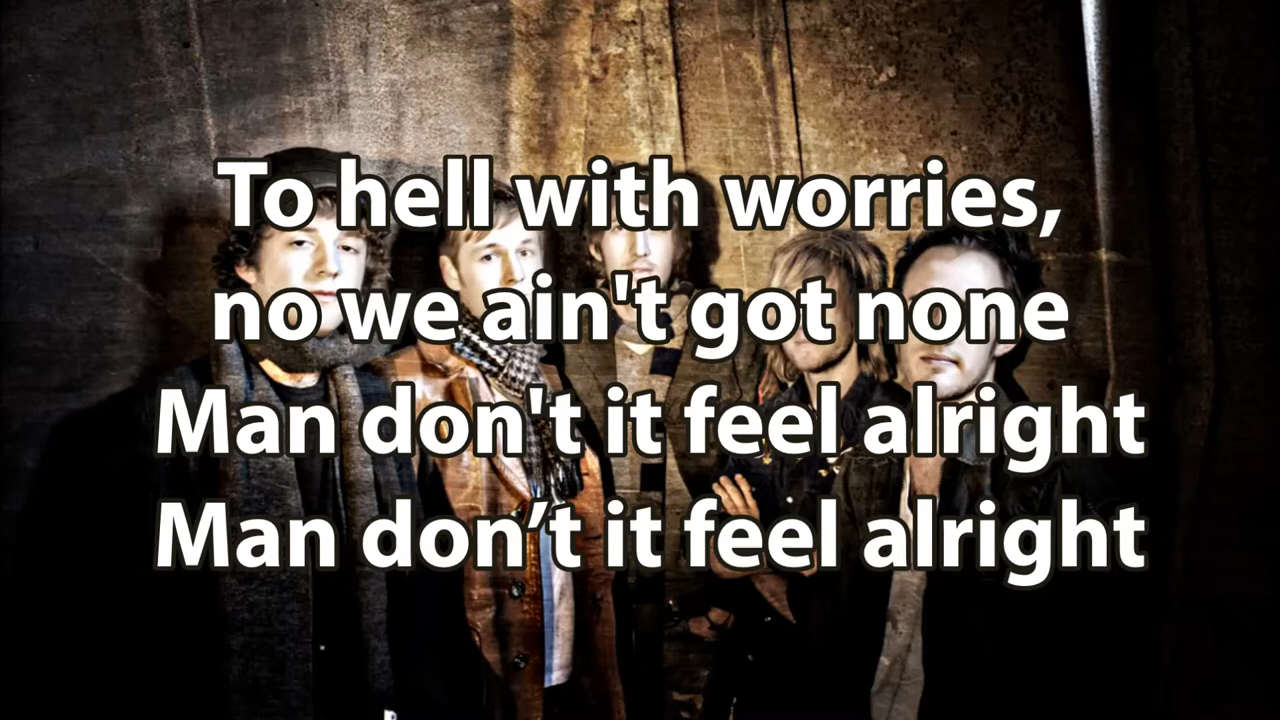 To hell with worries,
no we ain't got none
Man don't it feel alright
Man don’t it feel alright